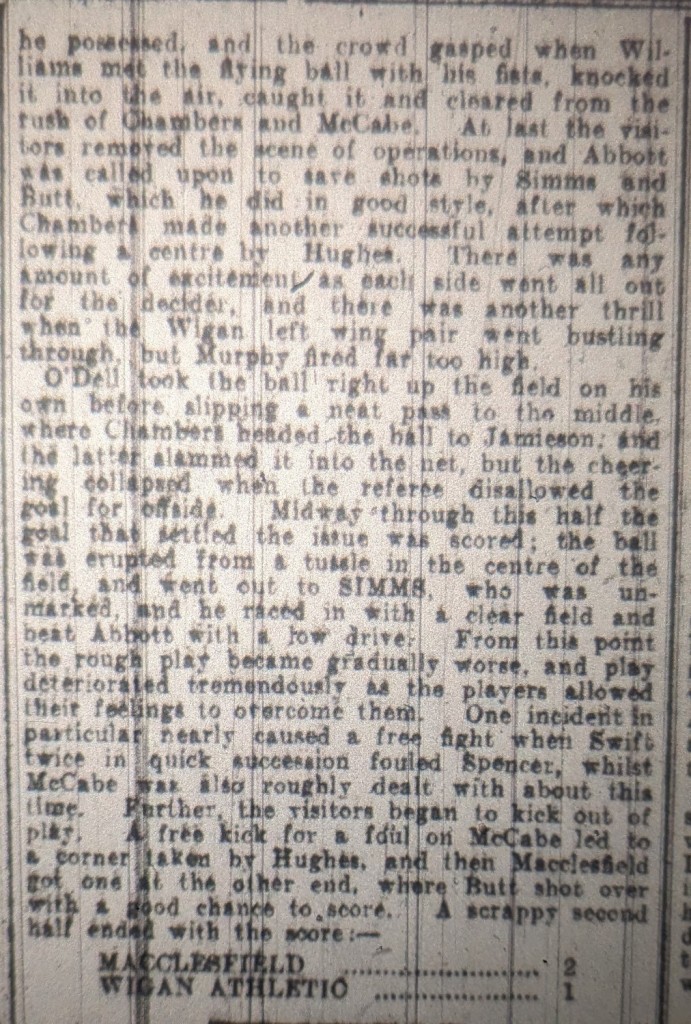 he possessed, and the crowd gasped when Wil-
liams met the flying ball with his fists, knocked
it into the air, caught it and cleared from the
rush of Chambers and McCabe. At last the visi-
tors removed the scene of operations, and Abbott
was called upon to save shots by Simms and
Butt, which he did in good style, after which
Chambers made another successful attempt fol-
lowing a centre by Hughes. There was any
amount of excitement as each side went all out
for the decider, and there was another thrill
when the Wigan left wing pair went bustling
through, but Murphy fired far too high.
O'Dell took the ball right up the field on his
own before slipping a neat pass to the middle,
where Chambers headed the ball to Jamieson, and
the latter slammed it into the net, but the cheer-
ing collapsed when the referee disallowed the
goal for offside. Midway through this half the
goal that settled the issue was scored; the ball
was erupted from a tussle in the centre of the
field, and went out to SIMMS, who was un-
marked, and he raced in with a clear field and
beat Abbott with a low drive. From this point
the rough play became gradually worse, and play
deteriorated tremendously as the players allowed
their feelings to overcome them. One incident in
particular nearly caused a free fight when Swift
twice in quick succession fouled Spencer, whilst
McCabe was also roughly dealt with about this
time. Further, the visitors began to kick out of
play. A free kick for a foul on McCabe led to
a corner taken by Hughes, and then Macclesfield
got one at the other end, where Butt shot over
with a good chance to score. A scrappy second
half ended with the score:—
MACCLESFIELD .................... 2
WIGAN ATHLETIC ................. 1